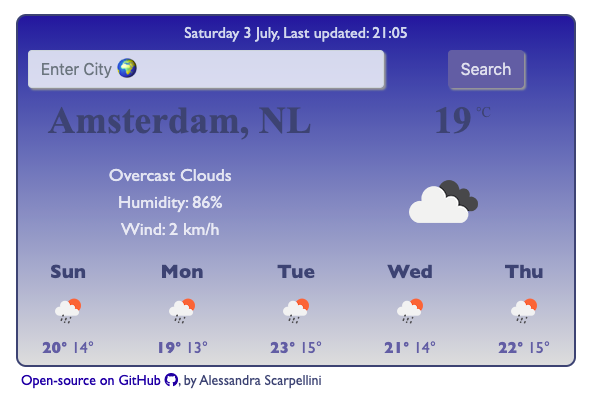 Saturday 3 July, Last updated: 21:05
Enter City 🌍 Search
Amsterdam, NL 19 °C
Overcast Clouds
Humidity: 86%
Wind: 2 km/h
Sun Mon Tue Wed Thu
20° 14° 19° 13° 23° 15° 21° 14° 22° 15°
Open-source on GitHub, by Alessandra Scarpellini